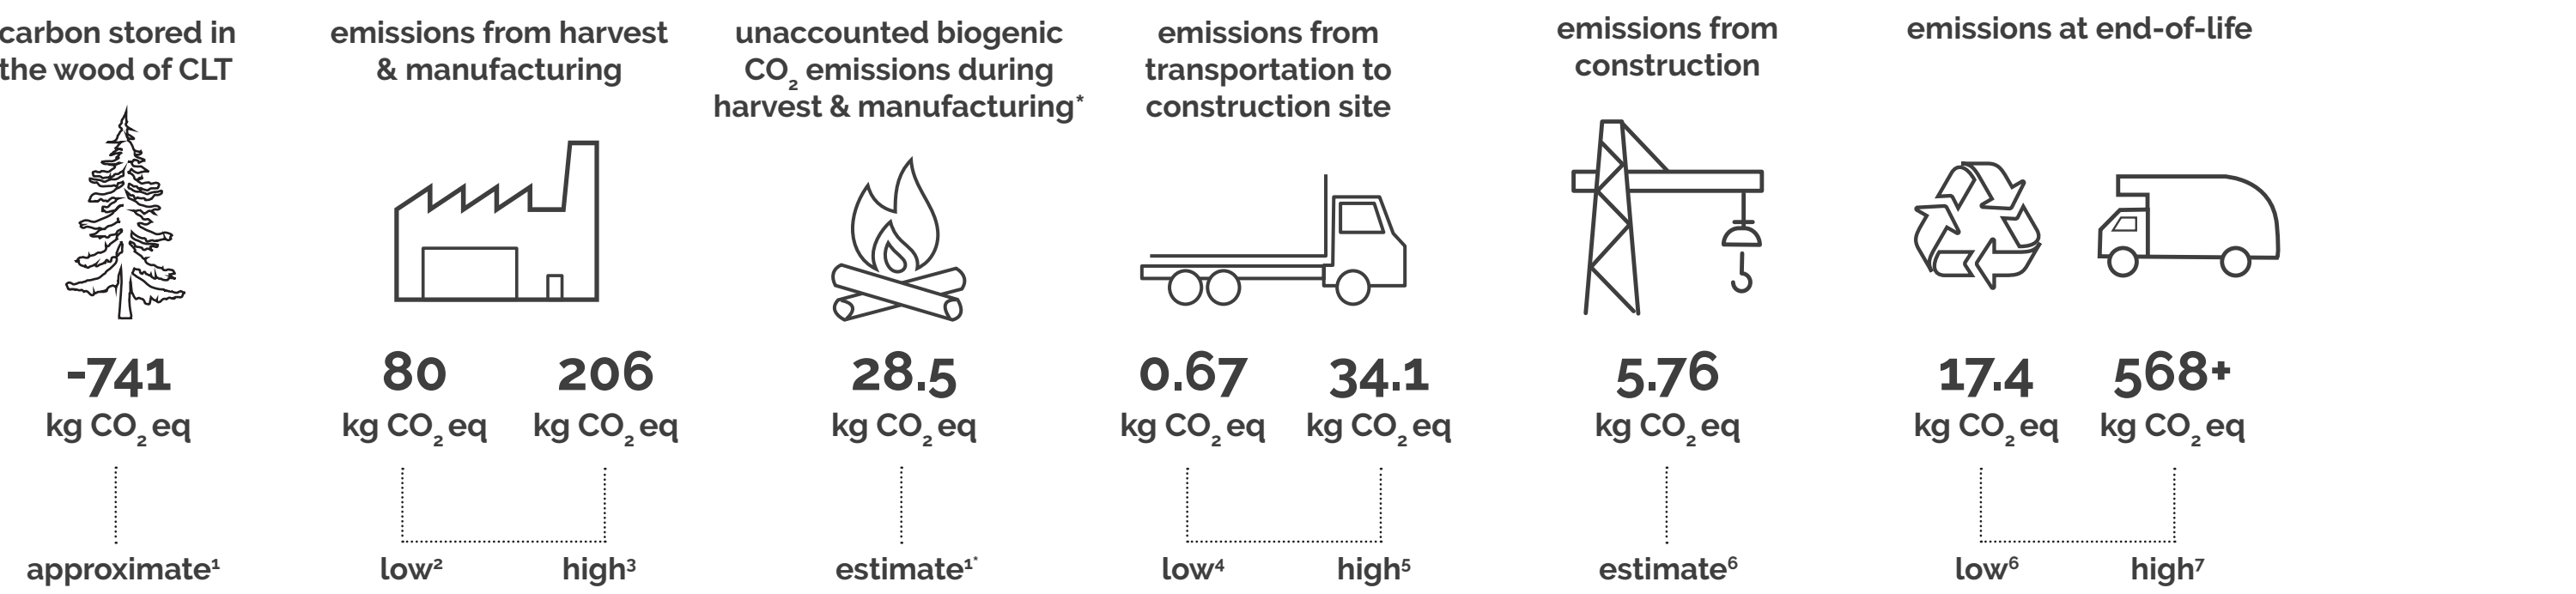 carbon stored in
the wood of CLT
-741
kg CO₂ eq
approximate¹
emissions from harvest
& manufacturing
80
kg CO₂ eq
low²
206
kg CO₂ eq
high³
unaccounted biogenic
CO₂ emissions during
harvest & manufacturing*
28.5
kg CO₂ eq
estimate¹*
emissions from
transportation to
construction site
0.67
kg CO₂ eq
low⁴
34.1
kg CO₂ eq
high⁵
emissions from
construction
5.76
kg CO₂ eq
estimate⁶
emissions at end-of-life
17.4
kg CO₂ eq
low⁶
568+
kg CO₂ eq
high⁷